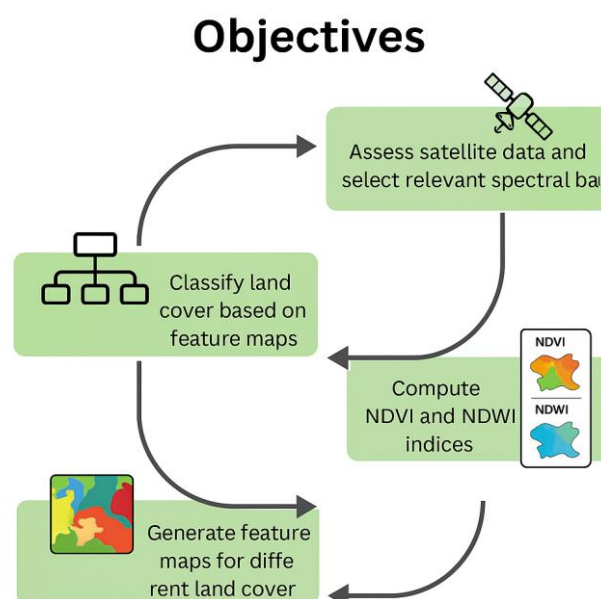 Objectives
Assess satellite data and
select relevant spectral ba
Classify land
cover based on
feature maps
Compute
NDVI and NDWI
indices
NDVI
NDWI
Generate feature
maps for diffe
rent land cover